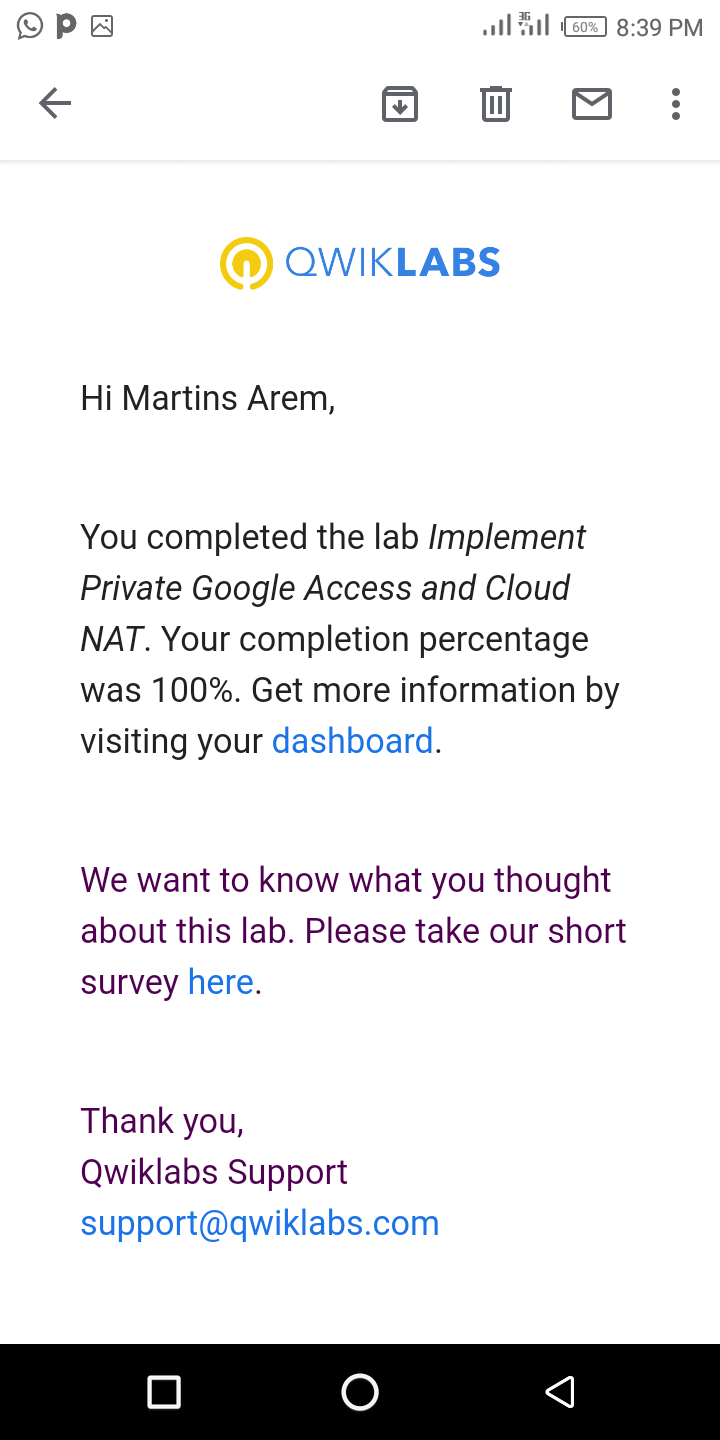 3G 60% 8:39 PM
QWIKLABS
Hi Martins Arem,
You completed the lab Implement
Private Google Access and Cloud
NAT. Your completion percentage
was 100%. Get more information by
visiting your dashboard.
We want to know what you thought
about this lab. Please take our short
survey here.
Thank you,
Qwiklabs Support
support@qwiklabs.com